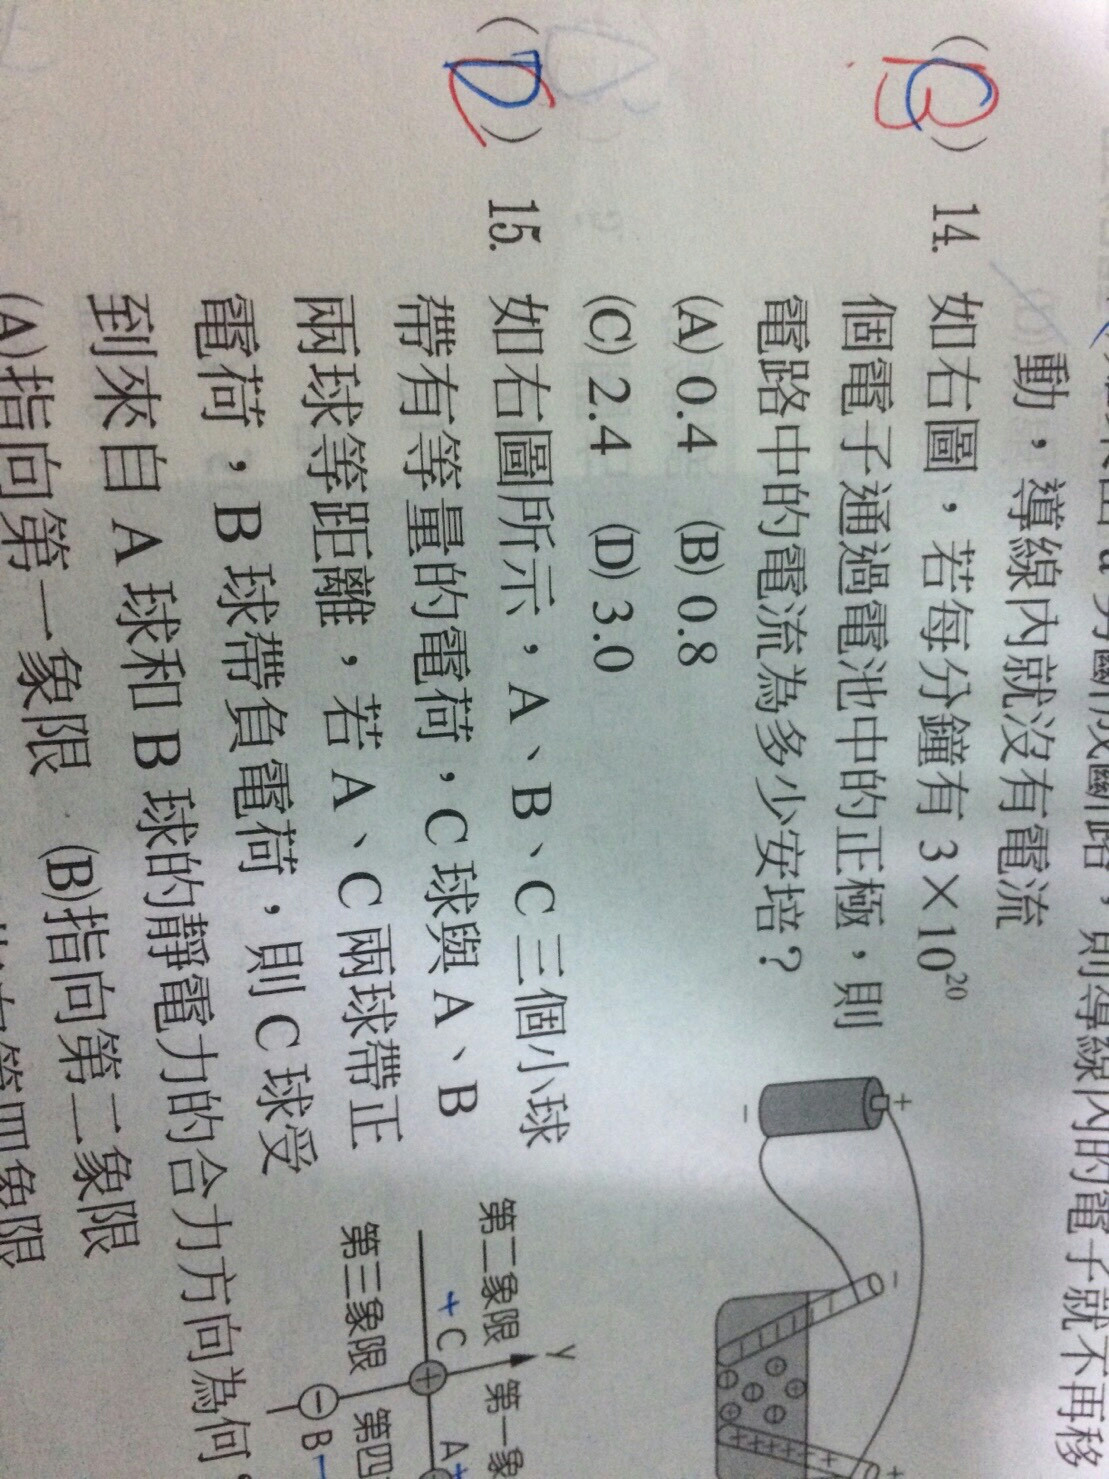 動，導線內就沒有電流
(B) 14. 如右圖，若每分鐘有 3×10²⁰
個電子通過電池中的正極，則
電路中的電流為多少安培？
(A) 0.4 (B) 0.8
(C) 2.4 (D) 3.0
+
−
−
+
(D) 15. 如右圖所示，A、B、C 三個小球
帶有等量的電荷，C 球與 A、B
兩球等距離，若 A、C 兩球帶正
電荷，B 球帶負電荷，則 C 球受
到來自 A 球和 B 球的靜電力的合力方向為何
(A)指向第一象限 (B)指向第二象限
第四象限
y
第二象限 第一象
+ C A+
第三象限 第四
B −